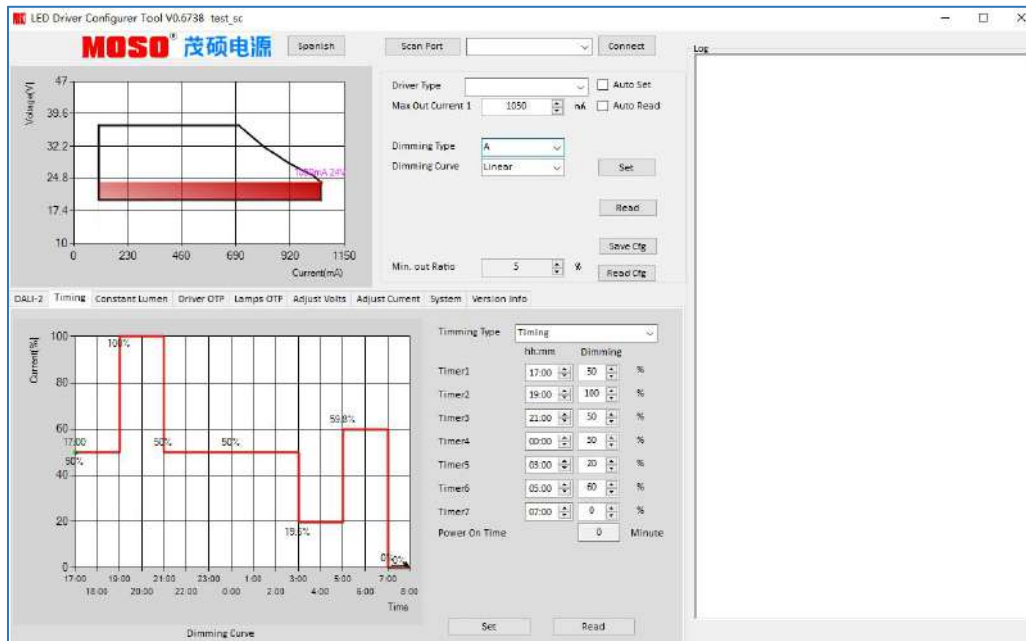 LED Driver Configurer Tool V0.6738 test_sc
MOSO® 茂硕电源
Spanish
Scan Port
Connect
Log
Voltage(V)
47
39.6
32.2
24.8
17.4
10
0 230 460 690 920 1150
Current(mA)
1050mA 24V
Driver Type
Auto Set
Max Out Current 1 1050 mA
Auto Read
Dimming Type A
Dimming Curve Linear
Set
Read
Save Cfg
Min. out Ratio 5 %
Read Cfg
DALI-2 Timing Constant Lumen Driver OTP Lamps OTP Adjust Volts Adjust Current System Version Info
Current[%]
100
80
60
40
20
0
17:00
50%
100%
50%
50%
19.6%
59.8%
0%
0%
17:00 19:00 21:00 23:00 1:00 3:00 5:00 7:00
18:00 20:00 22:00 0:00 2:00 4:00 6:00 8:00
Time
Dimming Curve
Timming Type Timing
hh:mm Dimming
Timer1 17:00 50 %
Timer2 19:00 100 %
Timer3 21:00 50 %
Timer4 00:00 50 %
Timer5 03:00 20 %
Timer6 05:00 60 %
Timer7 07:00 0 %
Power On Time 0 Minute
Set Read